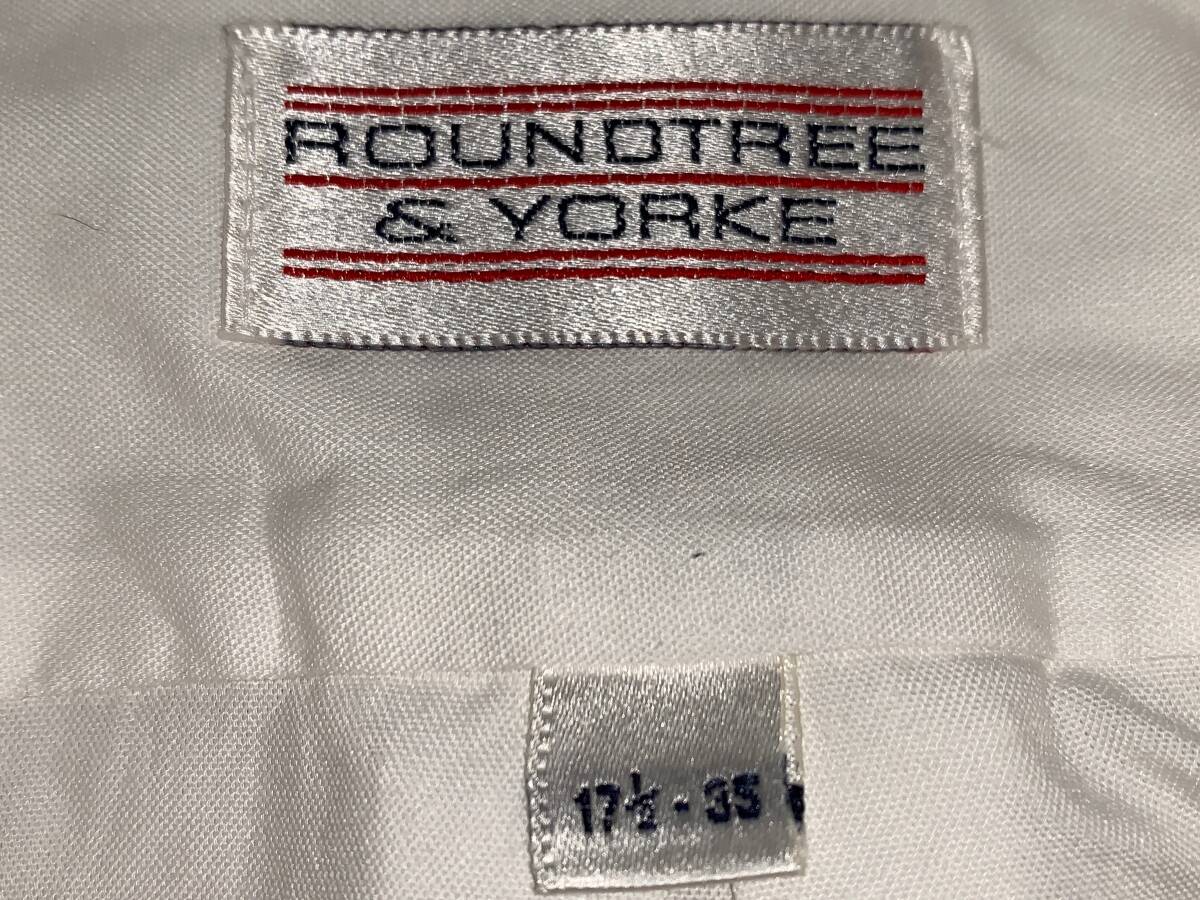 ROUNDTREE
& YORKE
17½ - 35